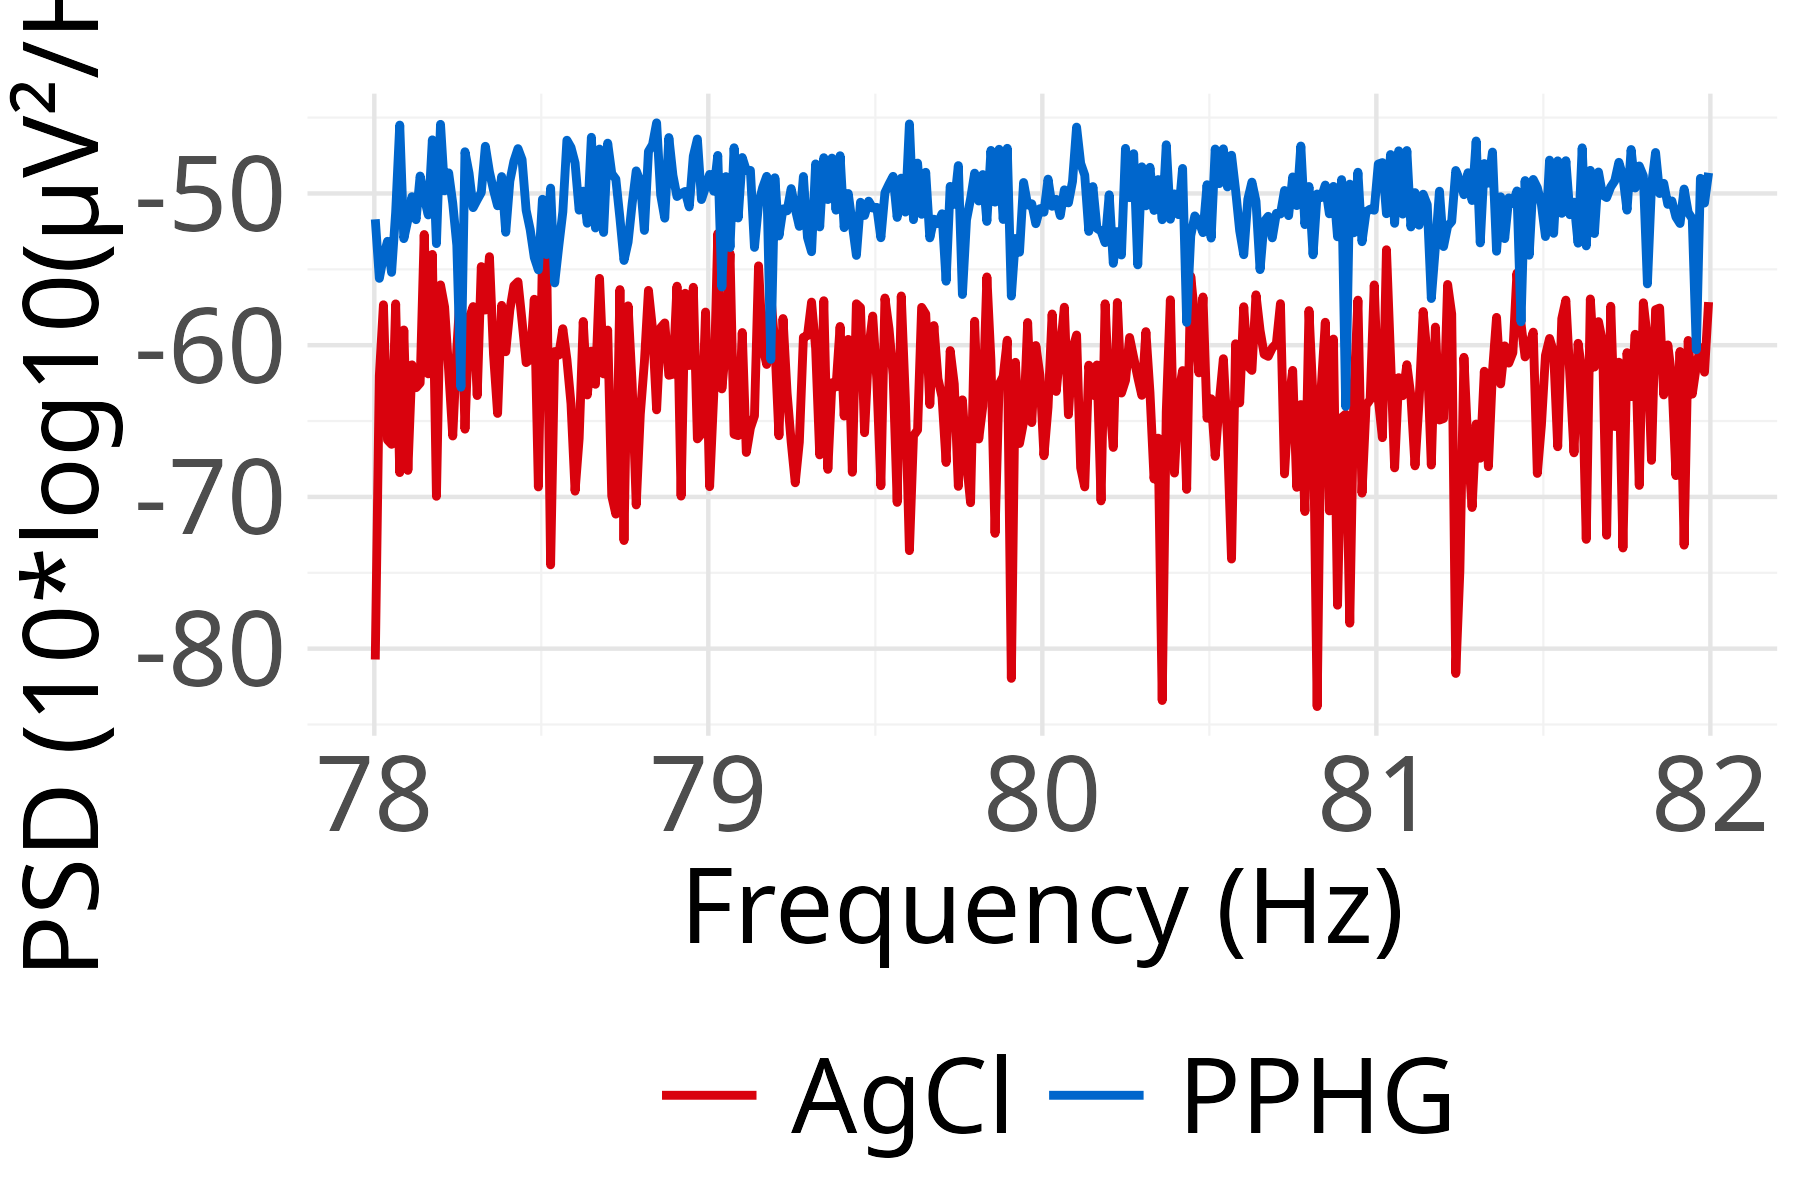 PSD (10*log10(µV²/H
-50
-60
-70
-80
78 79 80 81 82
Frequency (Hz)
AgCl PPHG